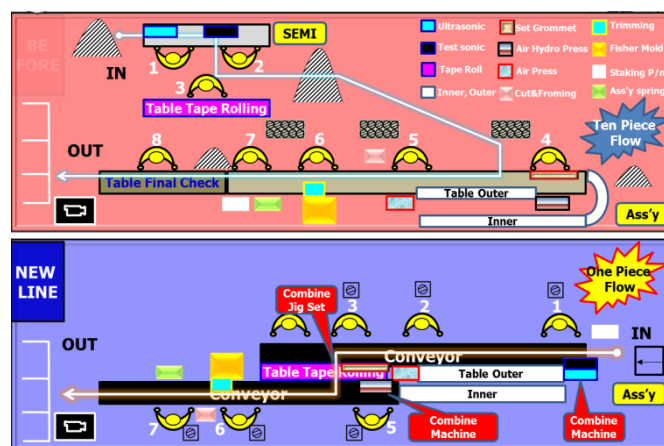 BE
FORE
IN
SEMI
1
2
3
Table Tape Rolling
Ultrasonic
Test sonic
Tape Roll
Inner, Outer
Set Grommet
Air Hydro Press
Air Press
Cut&Froming
Trimming
Fisher Mold
Staking P/n
Ass'y spring
Ten Piece
Flow
OUT
8
7
6
5
4
Table Final Check
Table Outer
Inner
Ass'y
NEW
LINE
One Piece
Flow
Combine
Jig Set
3
2
1
IN
OUT
Conveyor
Table Tape Rolling
Table Outer
Conveyor
Inner
Ass'y
7
6
5
Combine
Machine
Combine
Machine